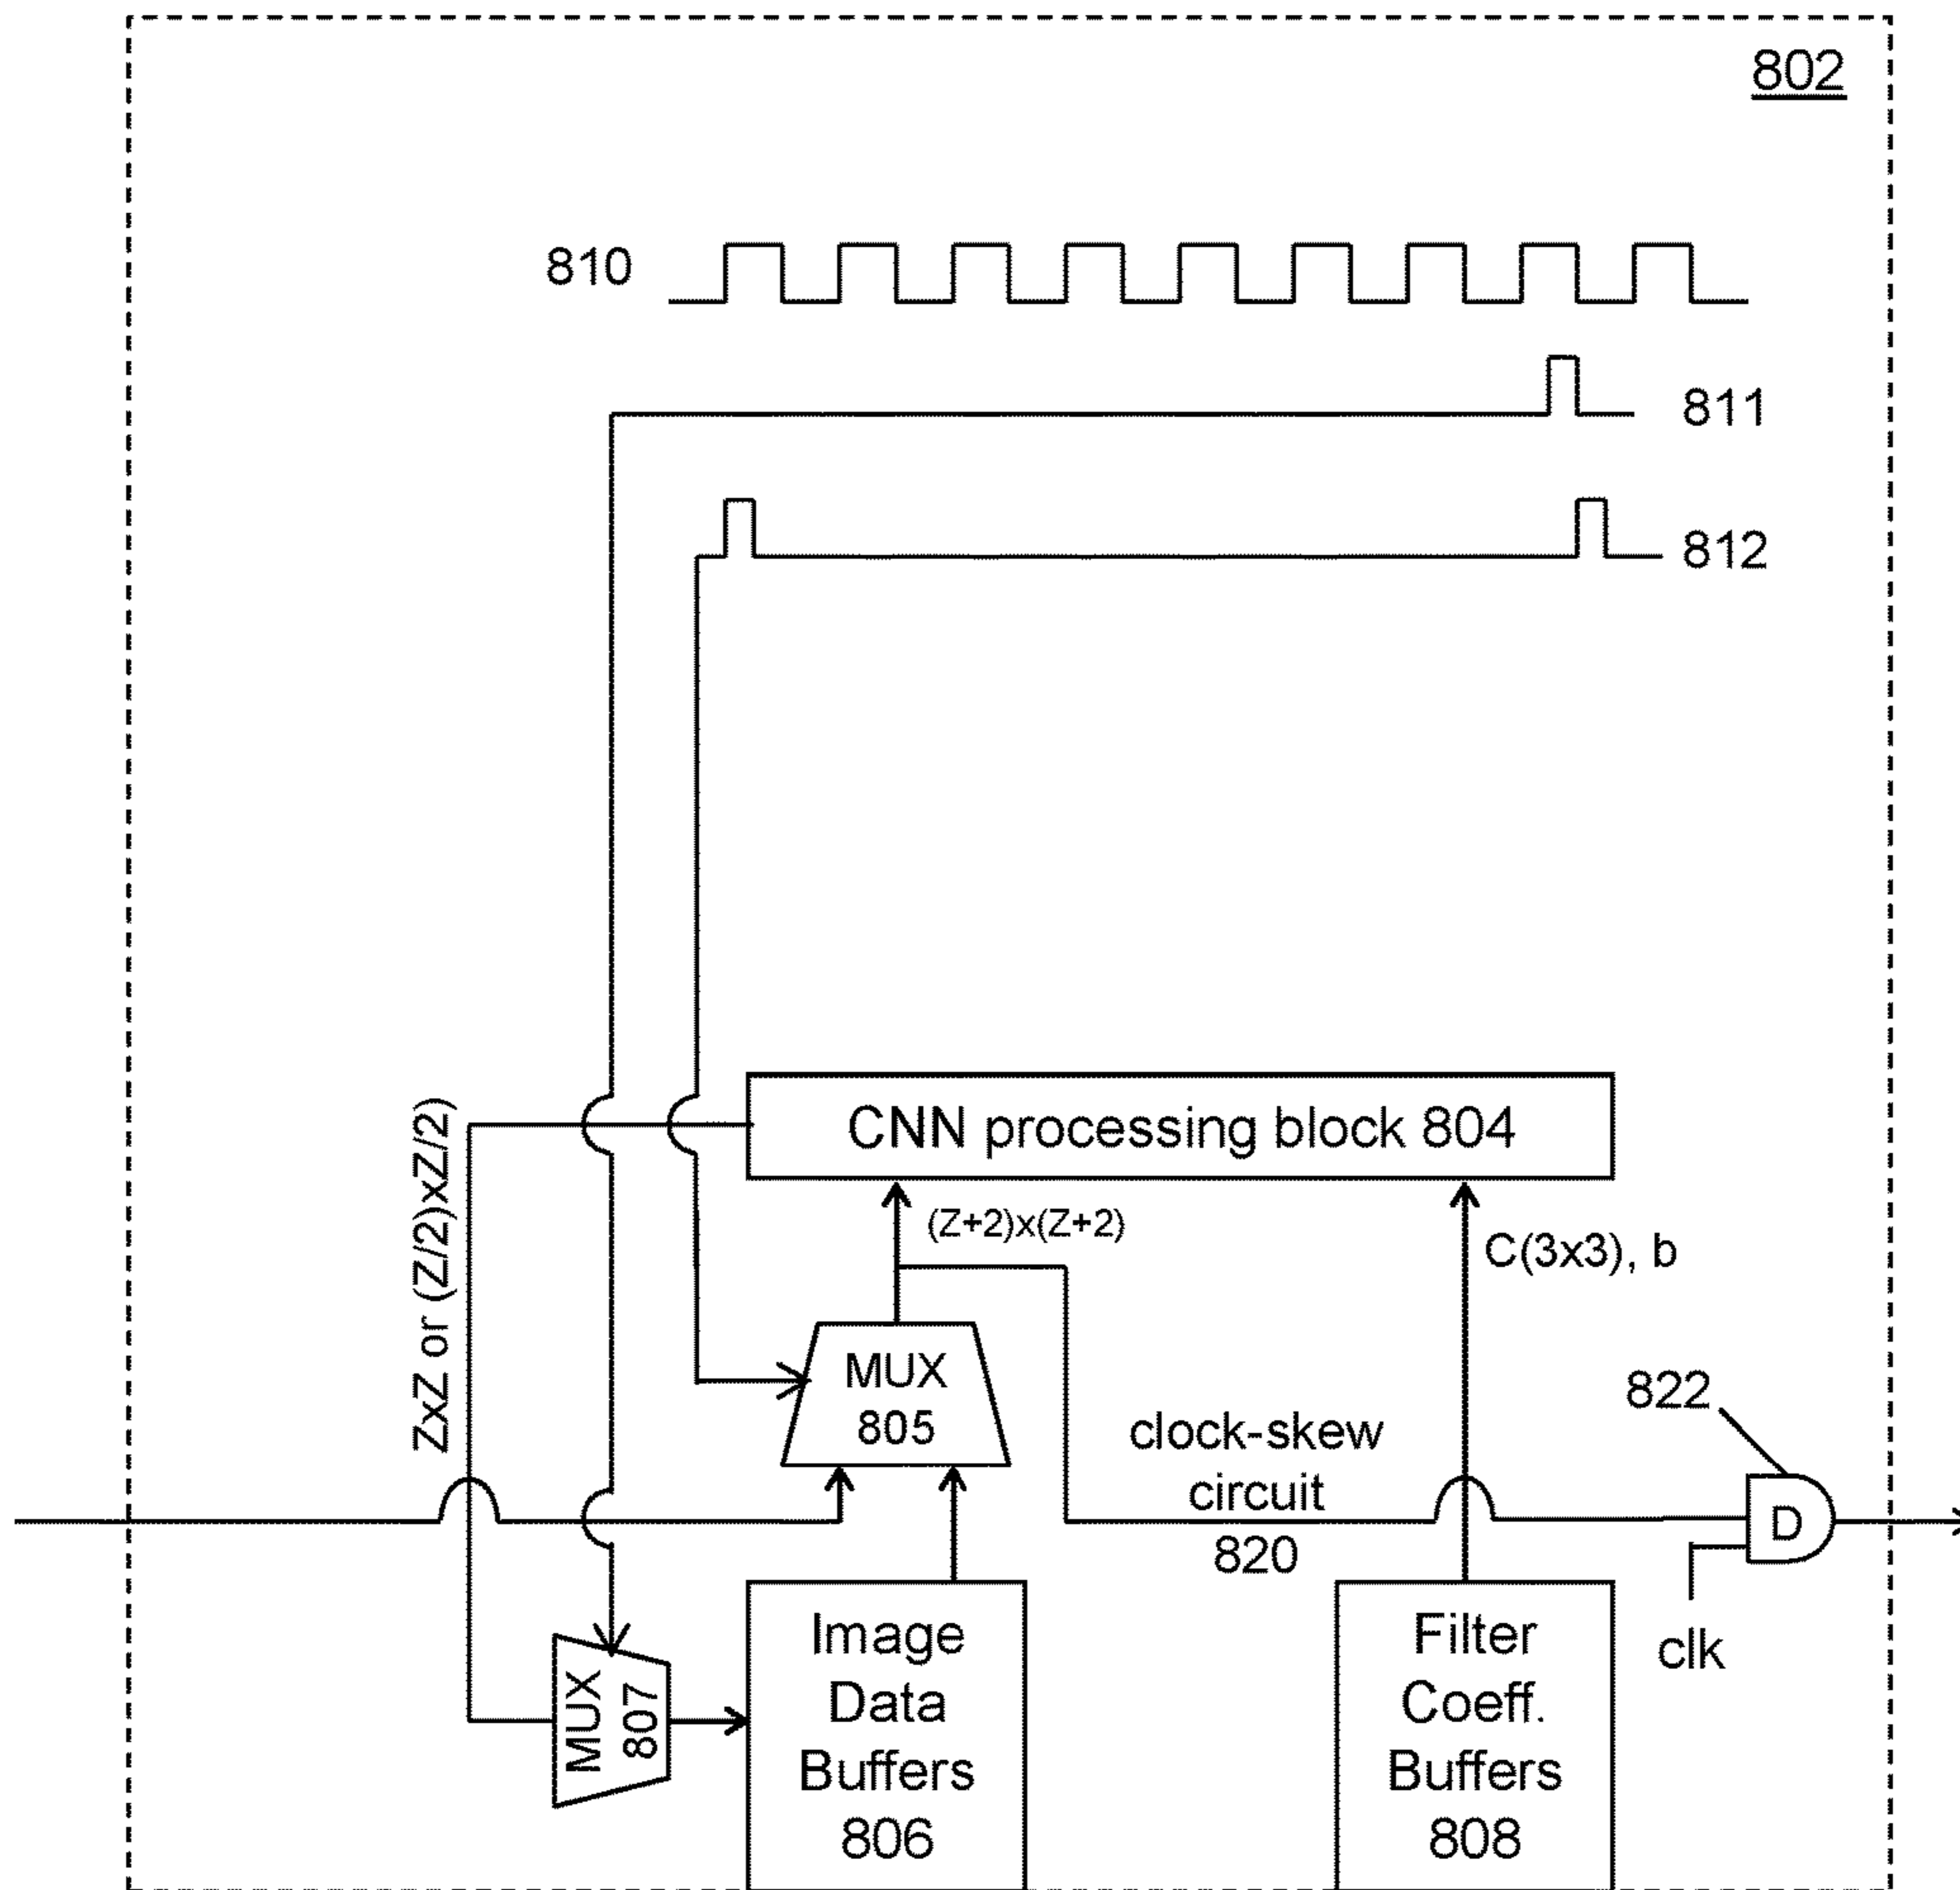 802
810
811
812
CNN processing block 804
ZxZ or (Z/2)xZ/2)
(Z+2)x(Z+2)
C(3x3), b
MUX
805
clock-skew
circuit
820
822
D
clk
MUX
807
Image
Data
Buffers
806
Filter
Coeff.
Buffers
808